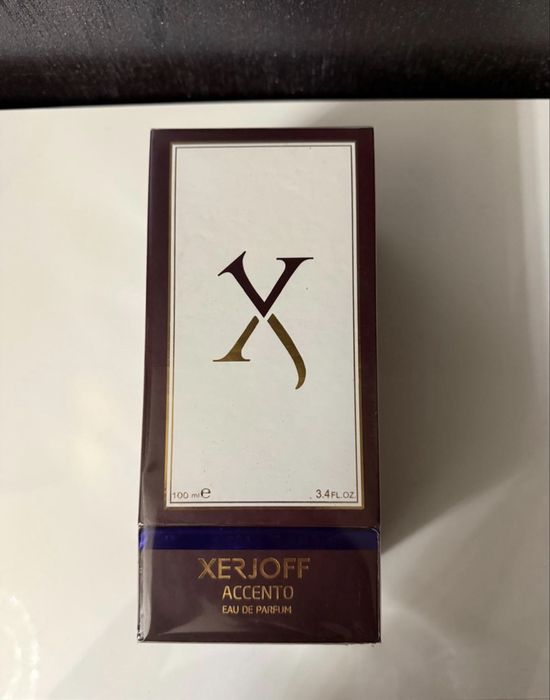 X
100 ml e 3.4 FL.OZ.
XERJOFF
ACCENTO
EAU DE PARFUM